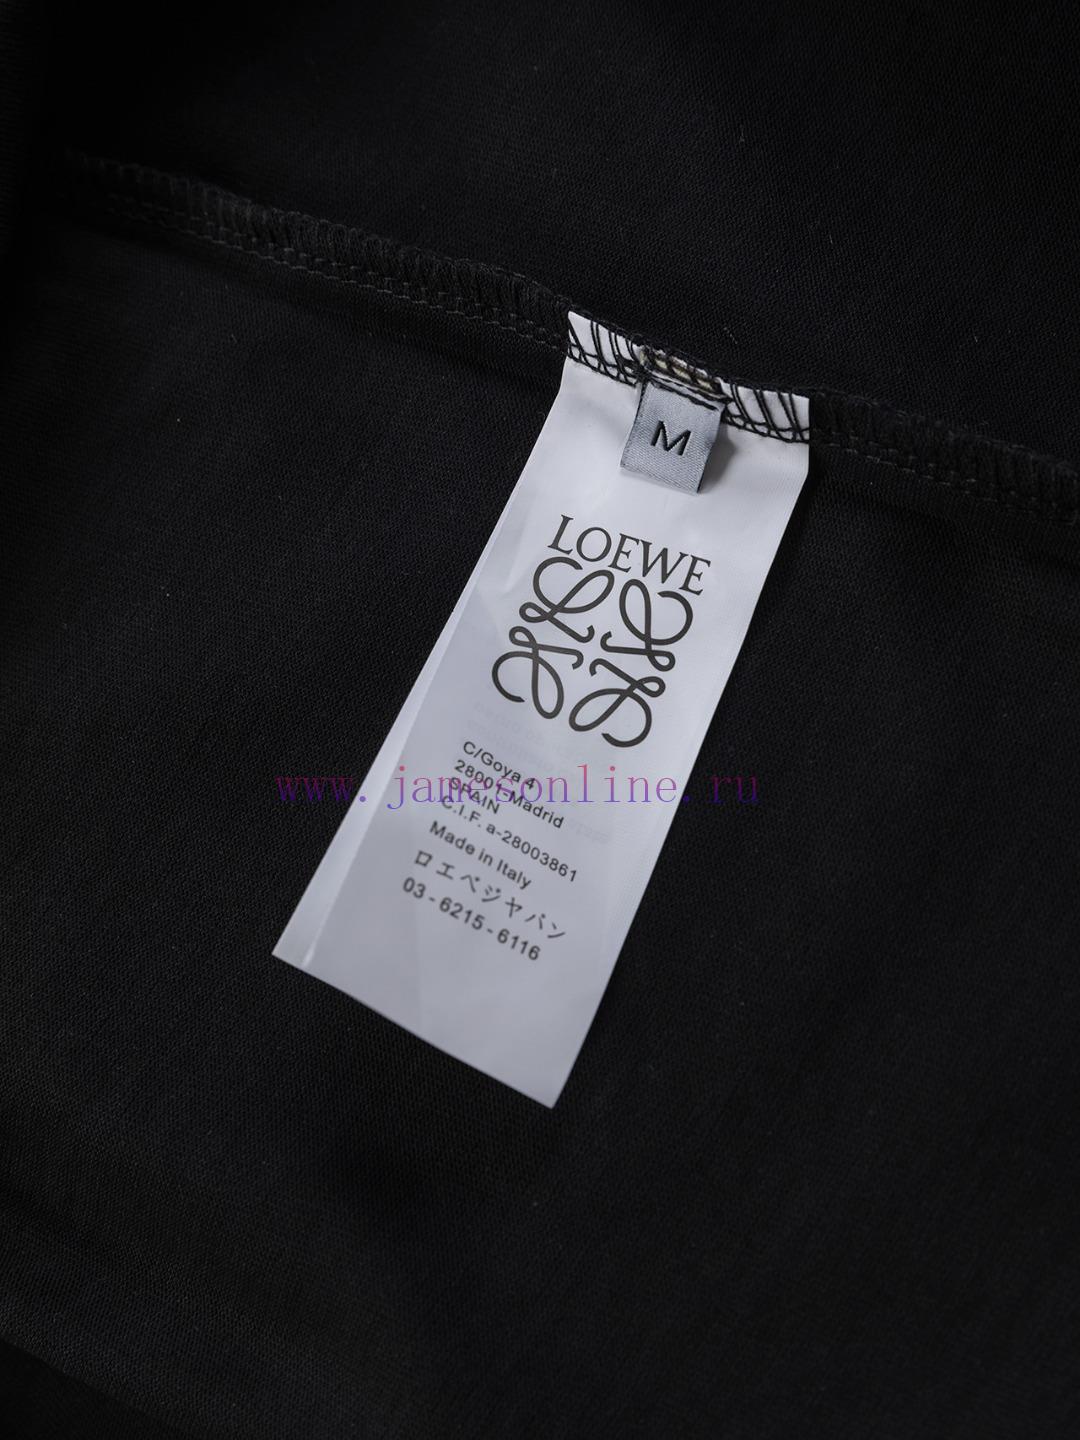 M
LOEWE
C/Goya 4
28001-Madrid
SPAIN
C.I.F. a-28003861
Made in Italy
ロエベジャパン
03-6215-6116
www.jamesonline.ru